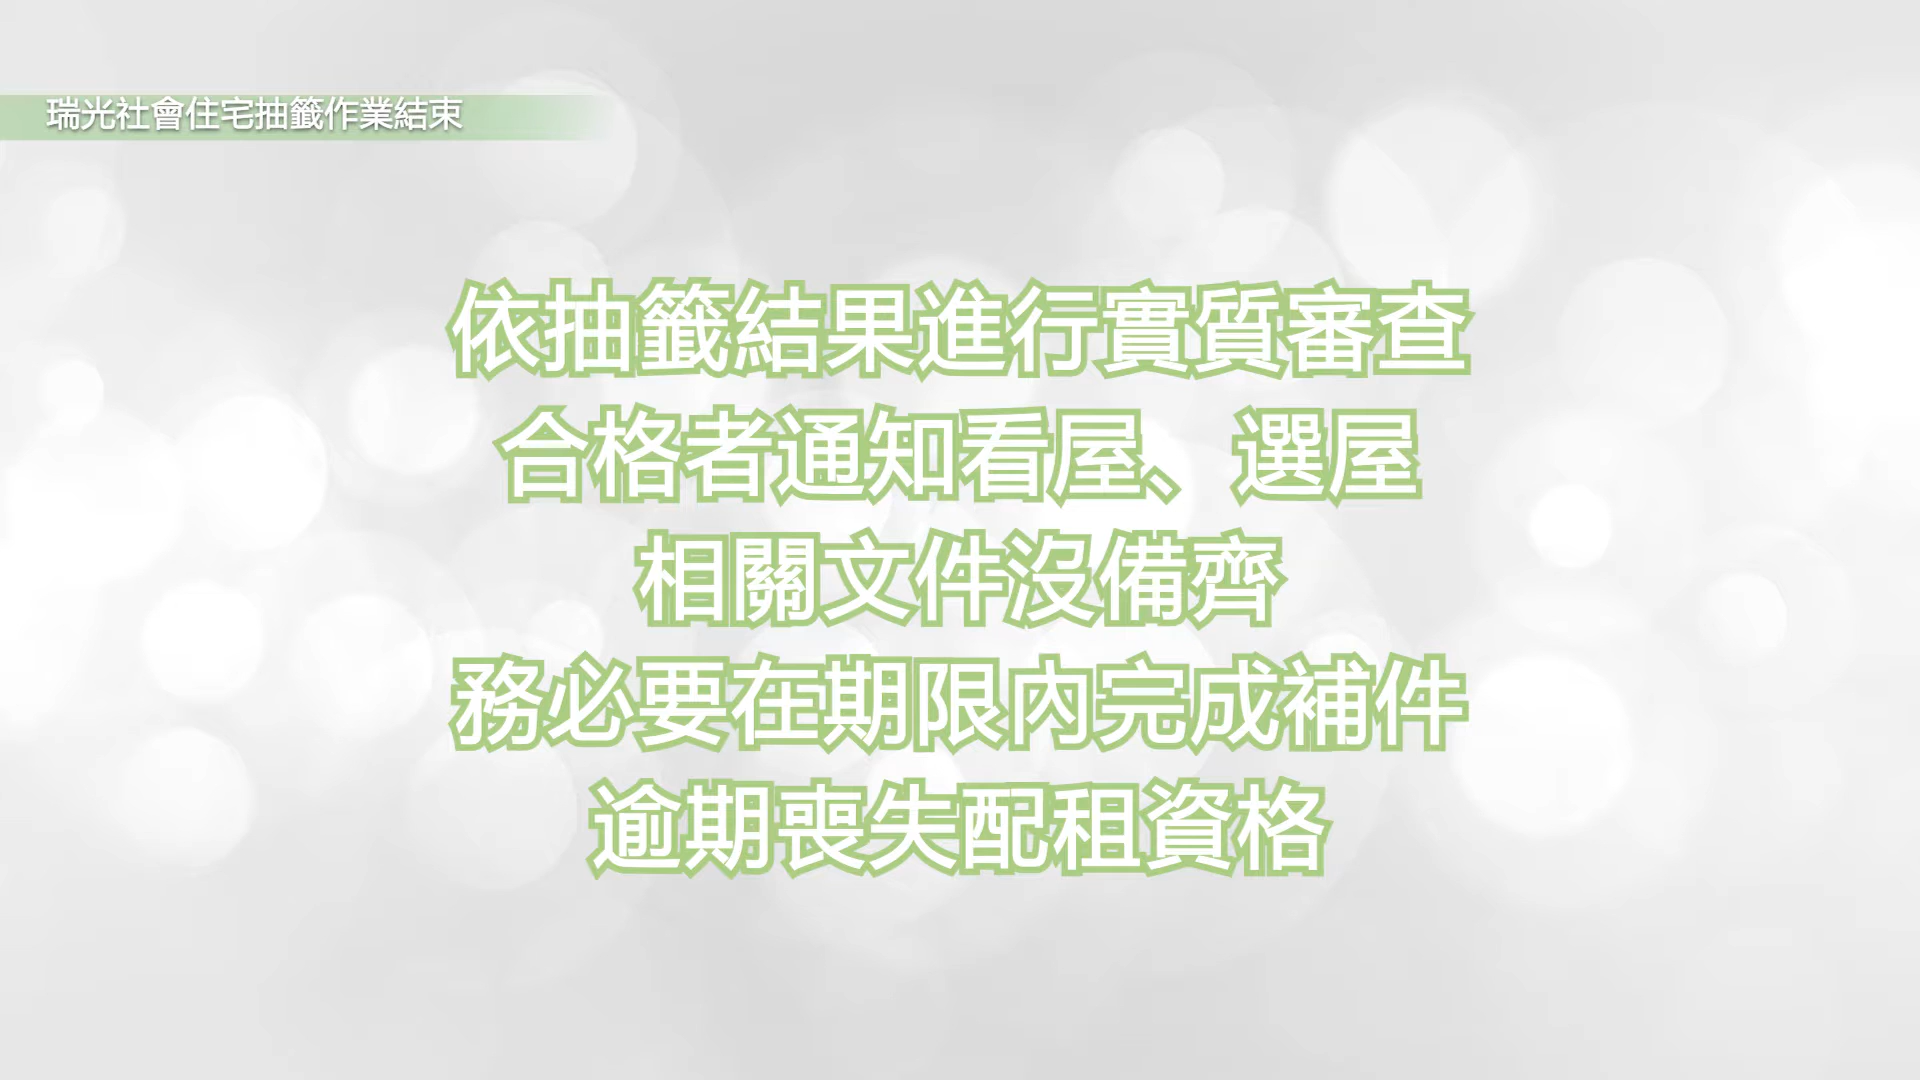 瑞光社會住宅抽籤作業結束
依抽籤結果進行實質審查
合格者通知看屋、選屋
相關文件沒備齊
務必要在期限內完成補件
逾期喪失配租資格